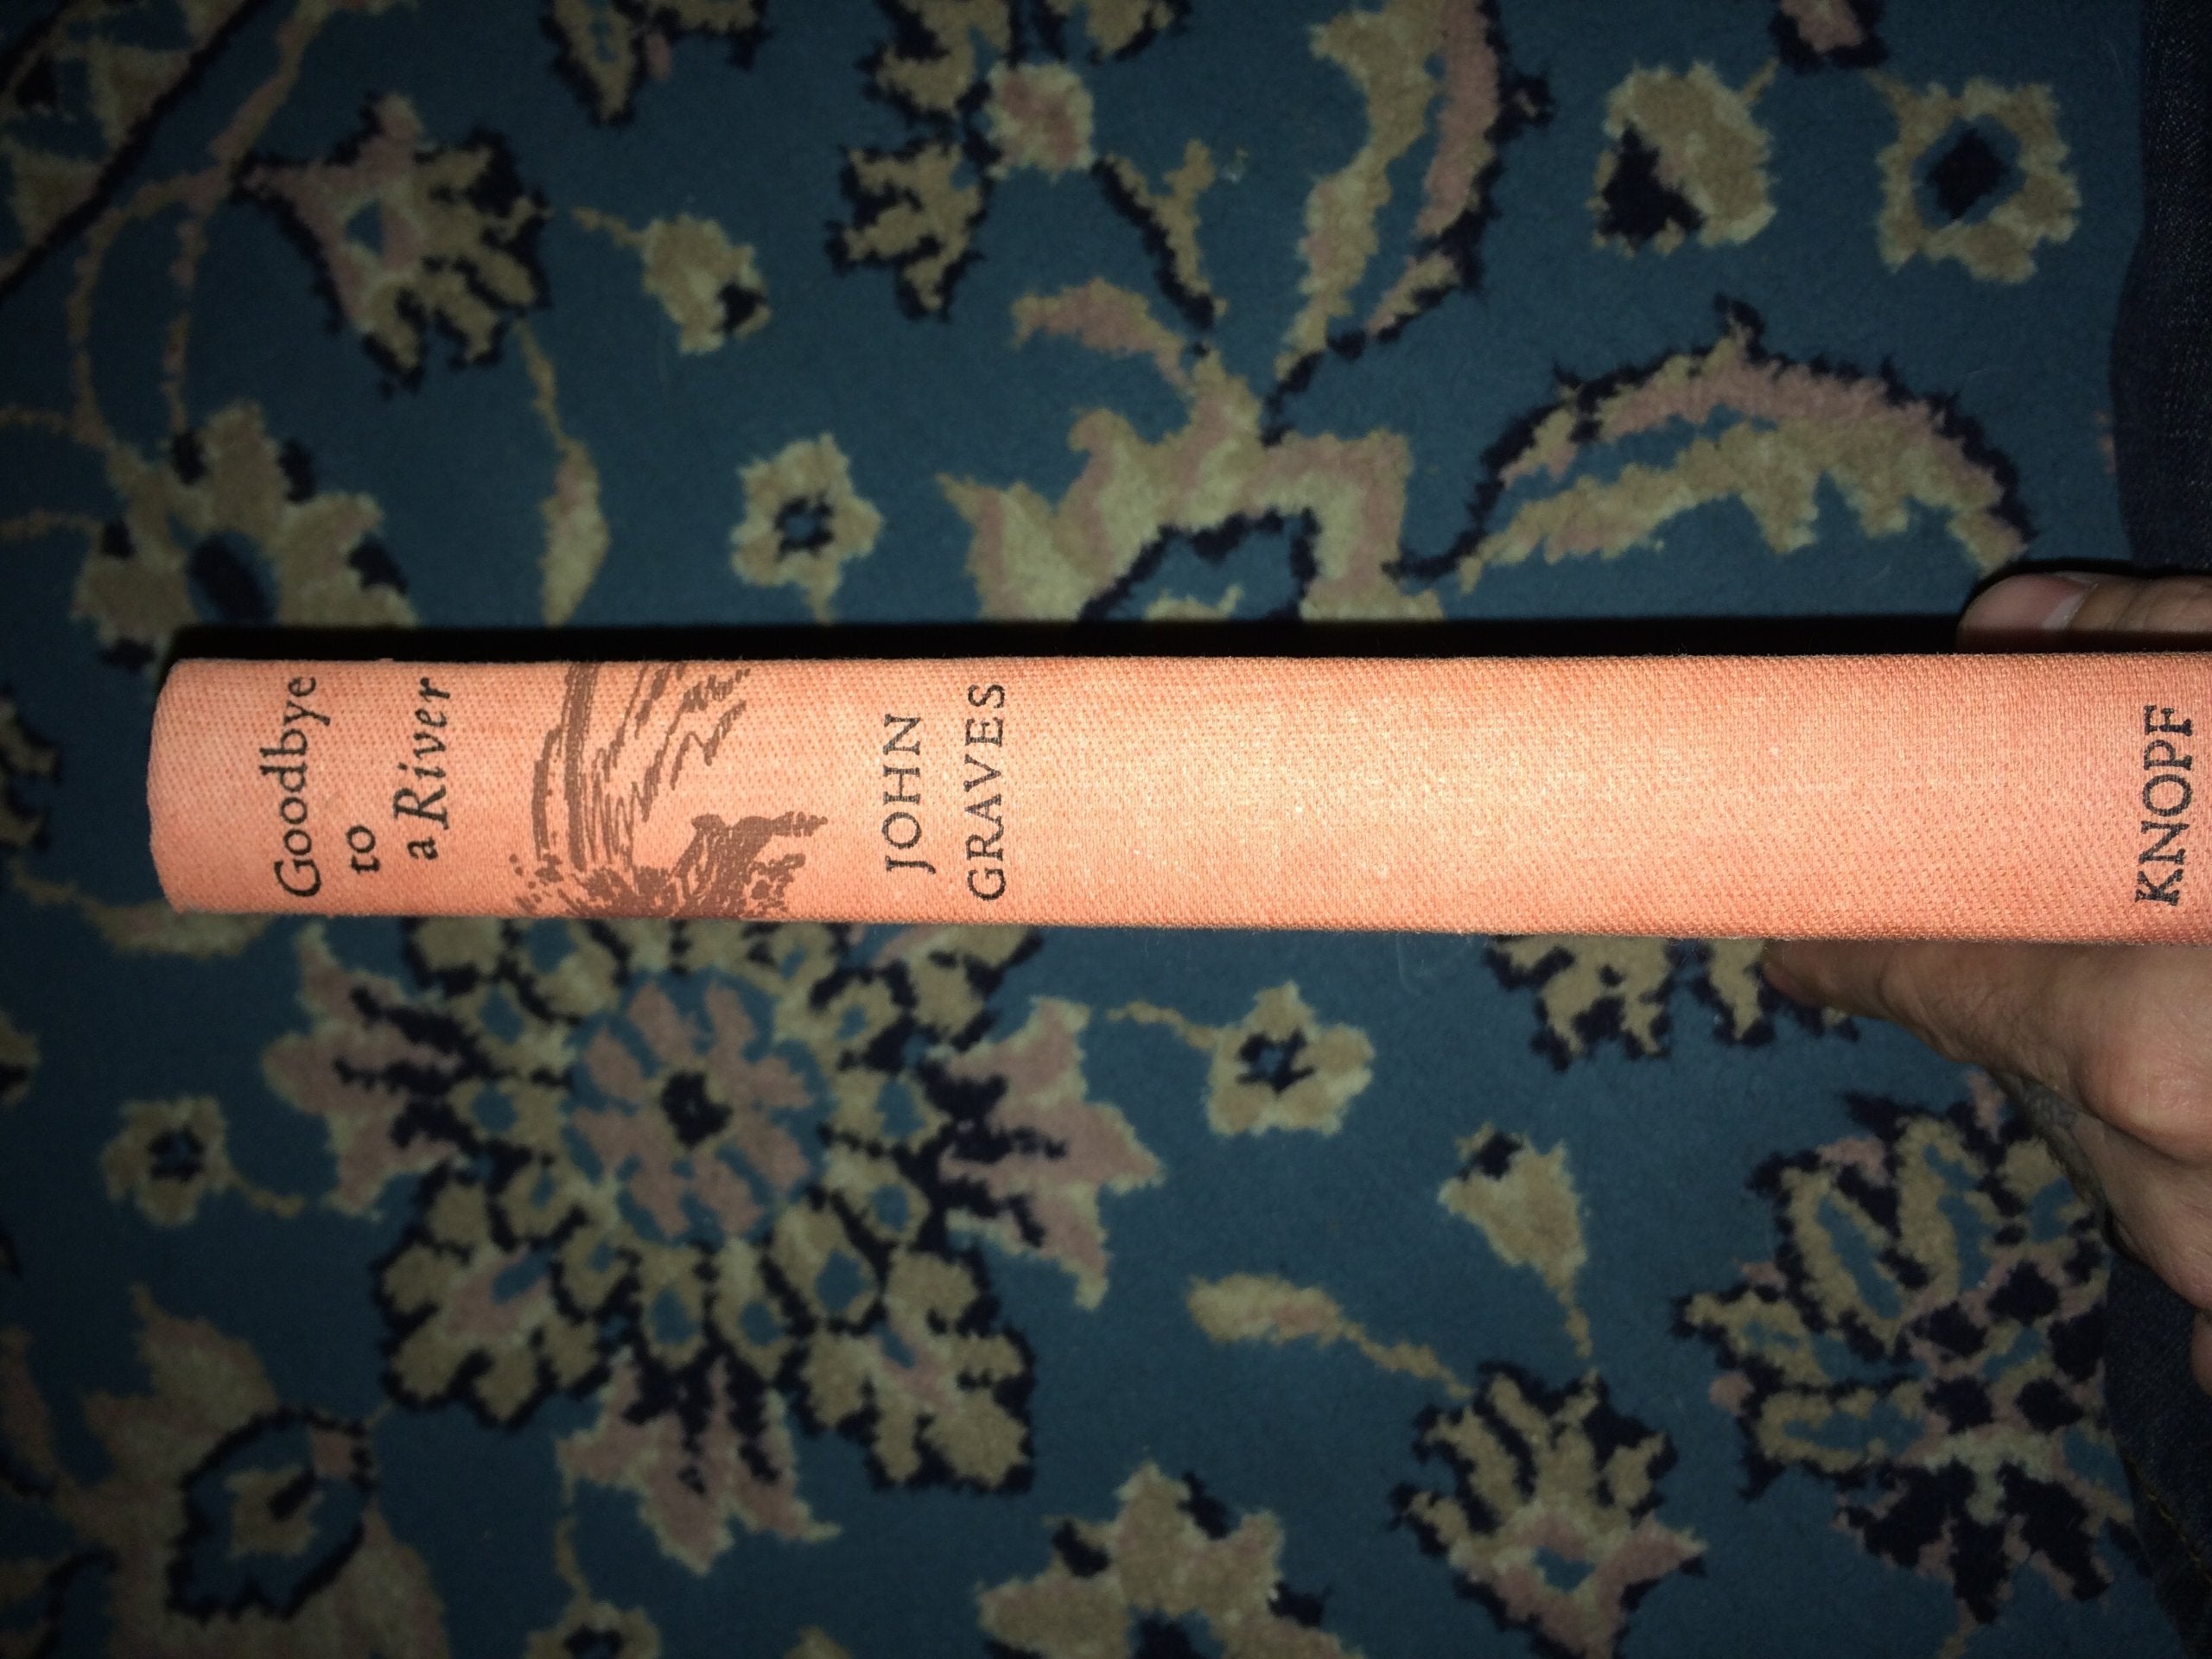 Goodbye
to
a River
JOHN
GRAVES
KNOPF